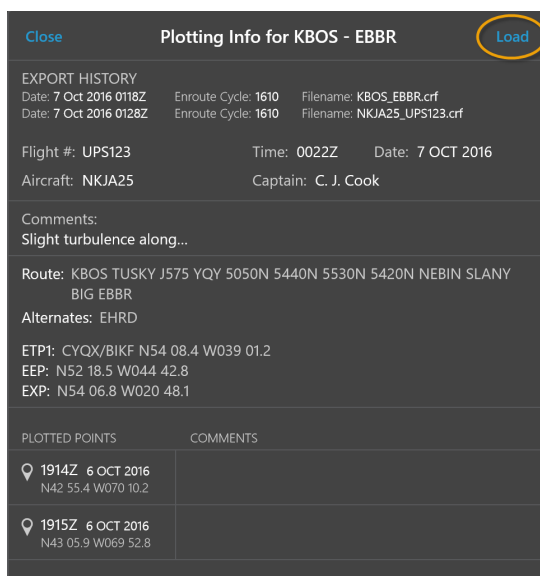 Close Plotting Info for KBOS - EBBR Load
EXPORT HISTORY
Date: 7 Oct 2016 0118Z Enroute Cycle: 1610 Filename: KBOS_EBBR.crf
Date: 7 Oct 2016 0128Z Enroute Cycle: 1610 Filename: NKJA25_UPS123.crf
Flight #: UPS123 Time: 0022Z Date: 7 OCT 2016
Aircraft: NKJA25 Captain: C. J. Cook
Comments:
Slight turbulence along...
Route: KBOS TUSKY J575 YQY 5050N 5440N 5530N 5420N NEBIN SLANY
BIG EBBR
Alternates: EHRD
ETP1: CYQX/BIKF N54 08.4 W039 01.2
EEP: N52 18.5 W044 42.8
EXP: N54 06.8 W020 48.1
PLOTTED POINTS COMMENTS
1914Z 6 OCT 2016
N42 55.4 W070 10.2
1915Z 6 OCT 2016
N43 05.9 W069 52.8